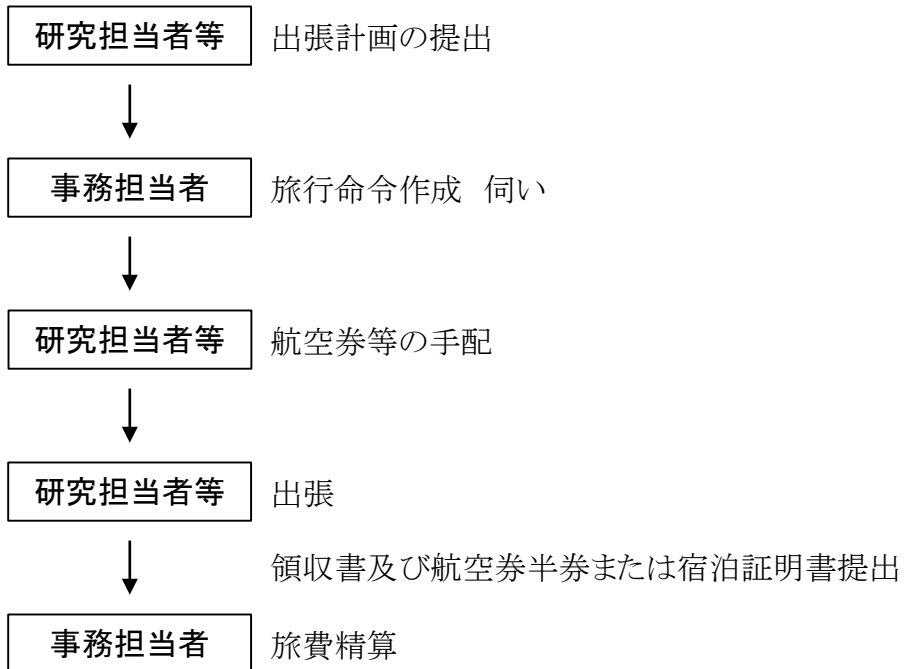 研究担当者等 出張計画の提出
事務担当者 旅行命令作成　伺い
研究担当者等 航空券等の手配
研究担当者等 出張
領収書及び航空券半券または宿泊証明書提出
事務担当者 旅費精算